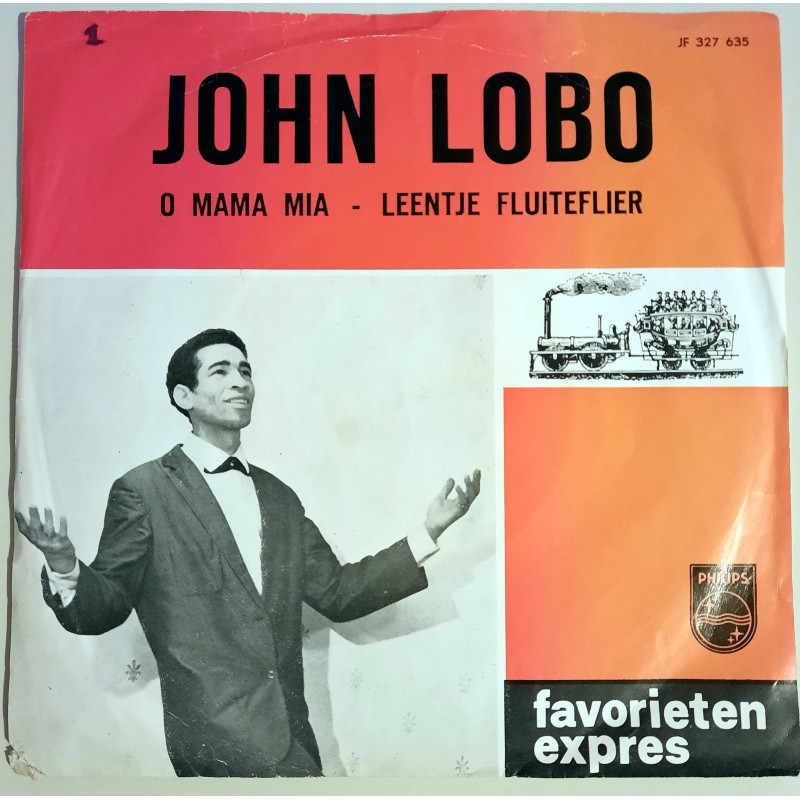 1
JF 327 635
JOHN LOBO
O MAMA MIA - LEENTJE FLUITEFLIER
PHILIPS
favorieten
expres